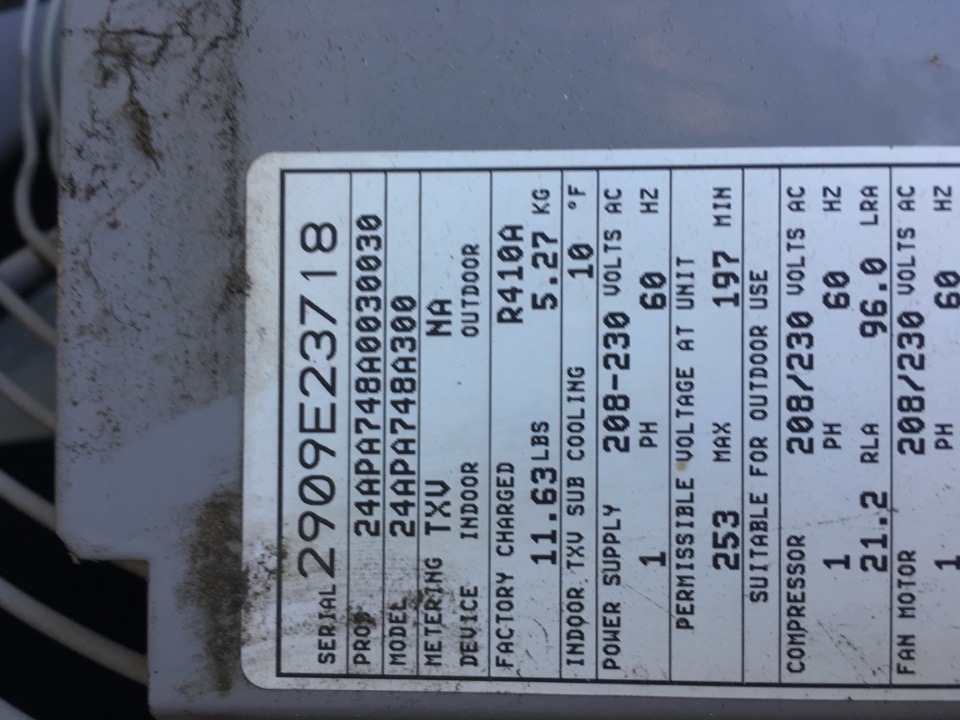 SERIAL 2909E23718
PROD 24APA748A0030030
MODEL 24APA748A300
METERING TXV NA
DEVICE INDOOR OUTDOOR
FACTORY CHARGED R410A
11.63 LBS 5.27 KG
INDOOR TXV SUB COOLING 10 °F
POWER SUPPLY 208-230 VOLTS AC
1 PH 60 HZ
PERMISSIBLE VOLTAGE AT UNIT
253 MAX 197 MIN
SUITABLE FOR OUTDOOR USE
COMPRESSOR 208/230 VOLTS AC
1 PH 60 HZ
21.2 RLA 96.0 LRA
FAN MOTOR 208/230 VOLTS AC
1 PH 60 HZ